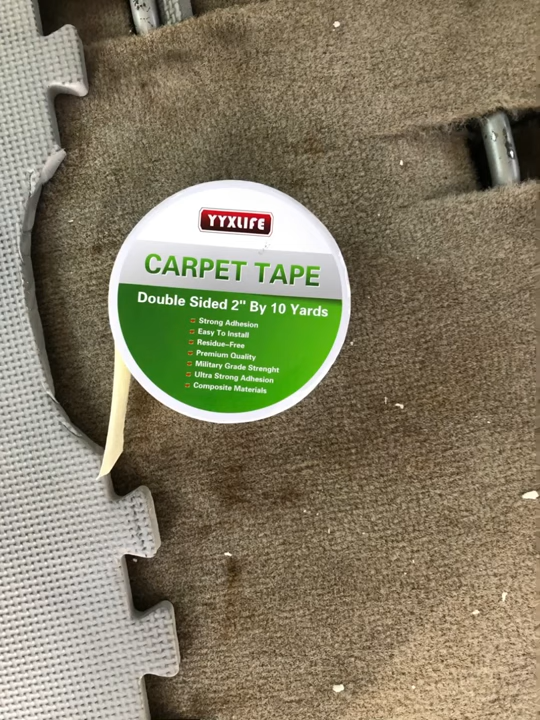 YYXLIFE
CARPET TAPE
Double Sided 2" By 10 Yards
Strong Adhesion
Easy To Install
Residue-Free
Premium Quality
Military Grade Strenght
Ultra Strong Adhesion
Composite Materials